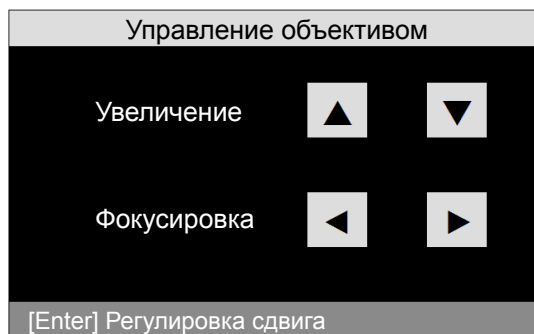 Управление объективом
Увеличение ▲ ▼
Фокусировка ◄ ►
[Enter] Регулировка сдвига